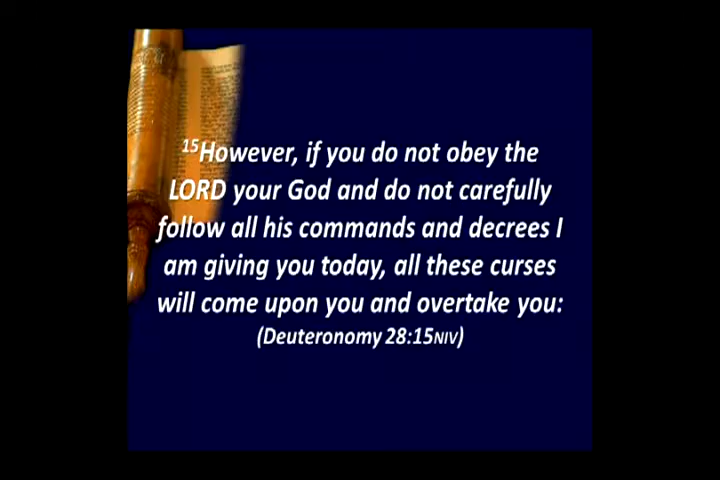 15However, if you do not obey the
LORD your God and do not carefully
follow all his commands and decrees I
am giving you today, all these curses
will come upon you and overtake you:
(Deuteronomy 28:15NIV)